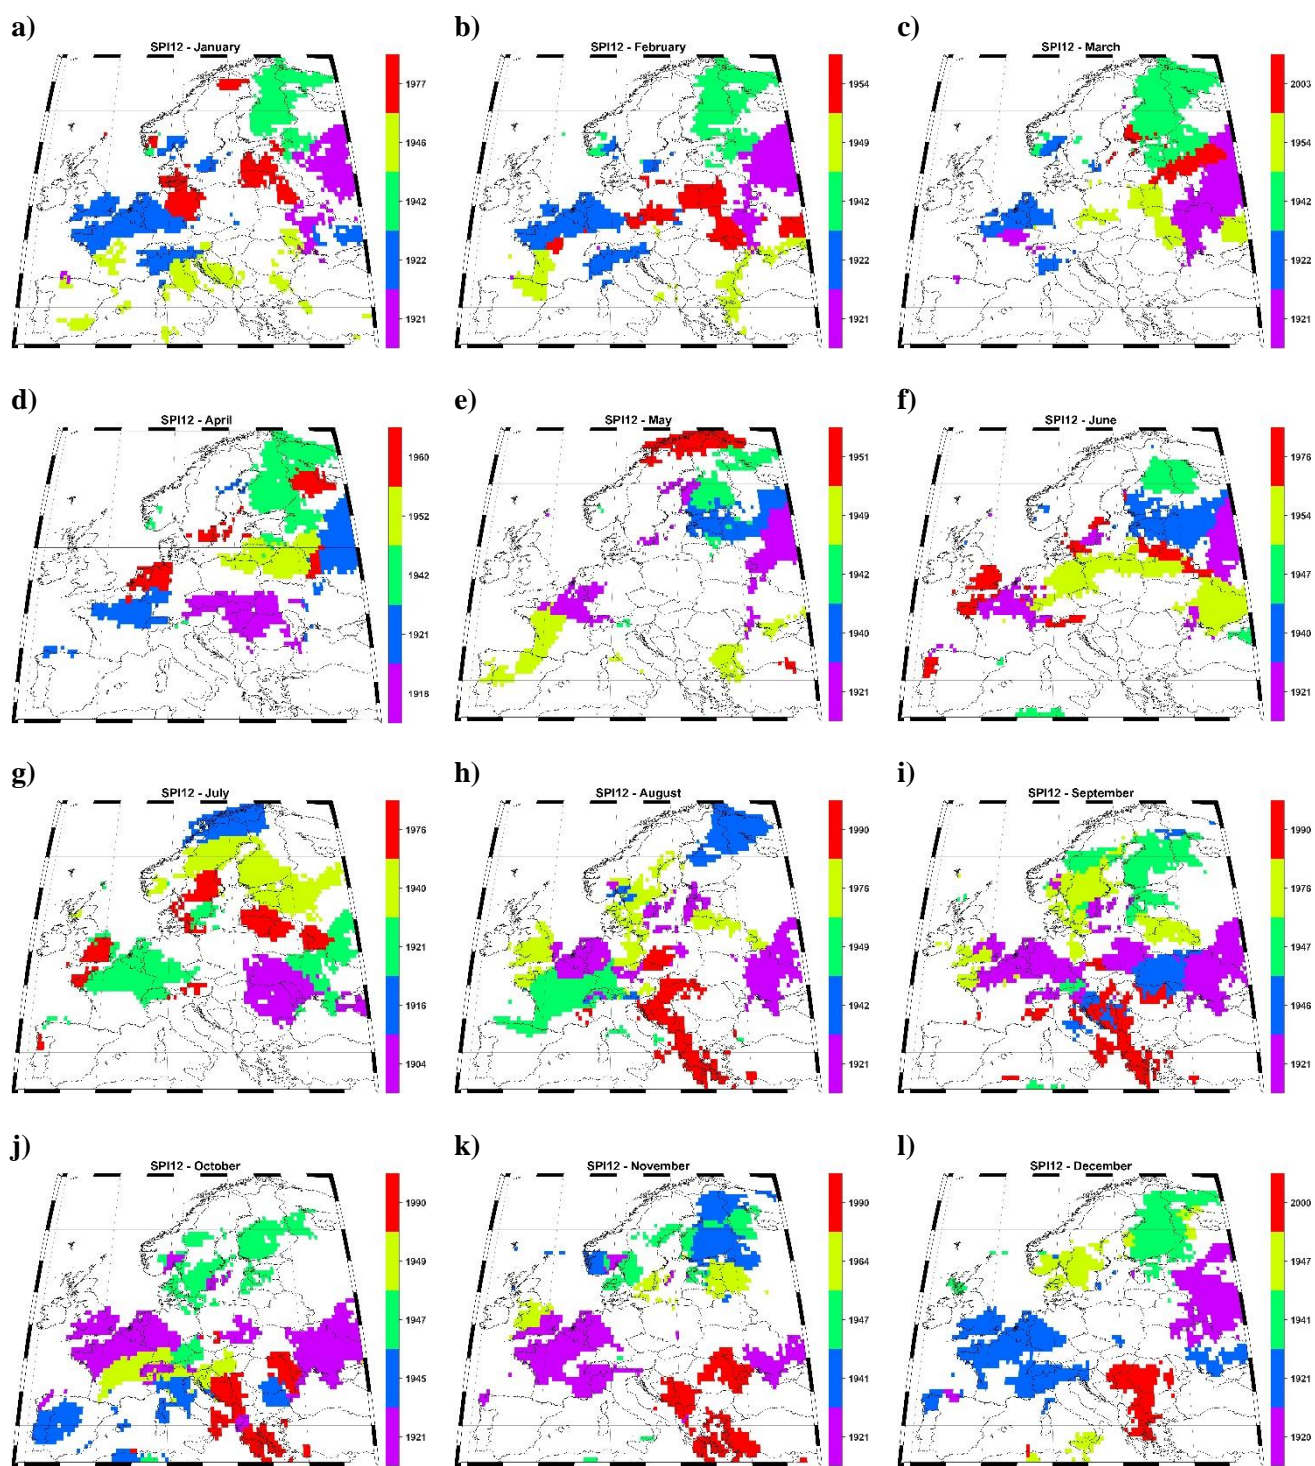 a)
SPI12 - January
1977
1946
1942
1922
1921
b)
SPI12 - February
1954
1949
1942
1922
1921
c)
SPI12 - March
2003
1954
1942
1922
1921
d)
SPI12 - April
1960
1952
1942
1921
1918
e)
SPI12 - May
1951
1949
1942
1940
1921
f)
SPI12 - June
1976
1954
1947
1940
1921
g)
SPI12 - July
1976
1940
1921
1916
1904
h)
SPI12 - August
1990
1976
1949
1942
1921
i)
SPI12 - September
1990
1976
1947
1946
1921
j)
SPI12 - October
1990
1949
1947
1945
1921
k)
SPI12 - November
1990
1964
1947
1941
1921
l)
SPI12 - December
2000
1947
1941
1921
1920